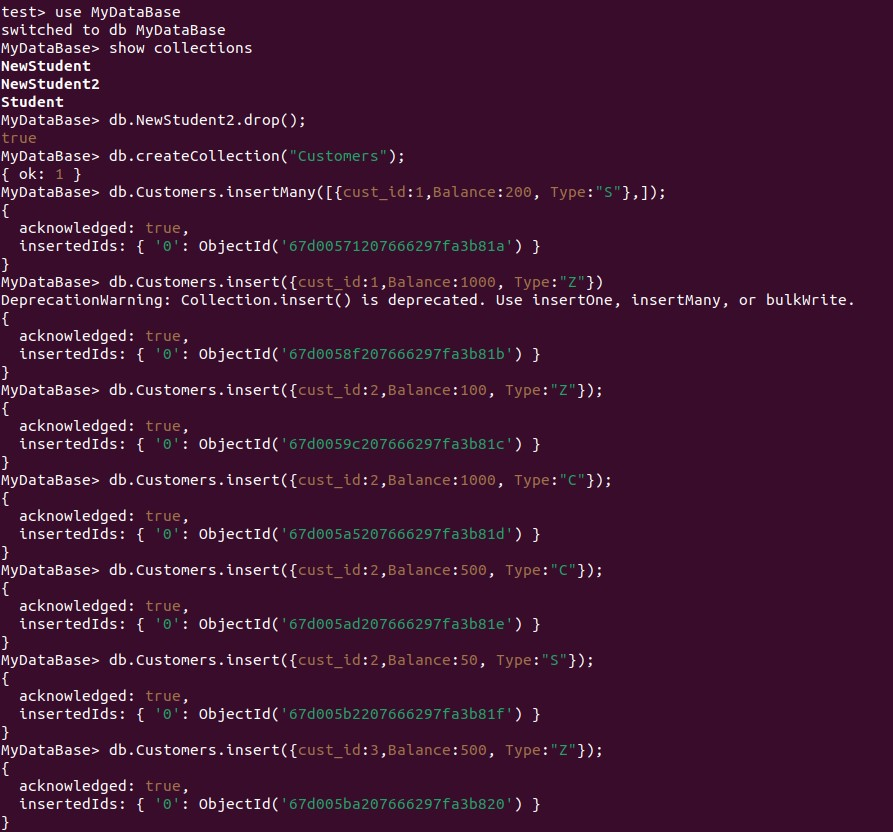 test> use MyDataBase
switched to db MyDataBase
MyDataBase> show collections
NewStudent
NewStudent2
Student
MyDataBase> db.NewStudent2.drop();
true
MyDataBase> db.createCollection("Customers");
{ ok: 1 }
MyDataBase> db.Customers.insertMany([{cust_id:1,Balance:200, Type:"S"},]);
{
  acknowledged: true,
  insertedIds: { '0': ObjectId('67d00571207666297fa3b81a') }
}
MyDataBase> db.Customers.insert({cust_id:1,Balance:1000, Type:"Z"})
DeprecationWarning: Collection.insert() is deprecated. Use insertOne, insertMany, or bulkWrite.
{
  acknowledged: true,
  insertedIds: { '0': ObjectId('67d0058f207666297fa3b81b') }
}
MyDataBase> db.Customers.insert({cust_id:2,Balance:100, Type:"Z"});
{
  acknowledged: true,
  insertedIds: { '0': ObjectId('67d0059c207666297fa3b81c') }
}
MyDataBase> db.Customers.insert({cust_id:2,Balance:1000, Type:"C"});
{
  acknowledged: true,
  insertedIds: { '0': ObjectId('67d005a5207666297fa3b81d') }
}
MyDataBase> db.Customers.insert({cust_id:2,Balance:500, Type:"C"});
{
  acknowledged: true,
  insertedIds: { '0': ObjectId('67d005ad207666297fa3b81e') }
}
MyDataBase> db.Customers.insert({cust_id:2,Balance:50, Type:"S"});
{
  acknowledged: true,
  insertedIds: { '0': ObjectId('67d005b2207666297fa3b81f') }
}
MyDataBase> db.Customers.insert({cust_id:3,Balance:500, Type:"Z"});
{
  acknowledged: true,
  insertedIds: { '0': ObjectId('67d005ba207666297fa3b820') }
}